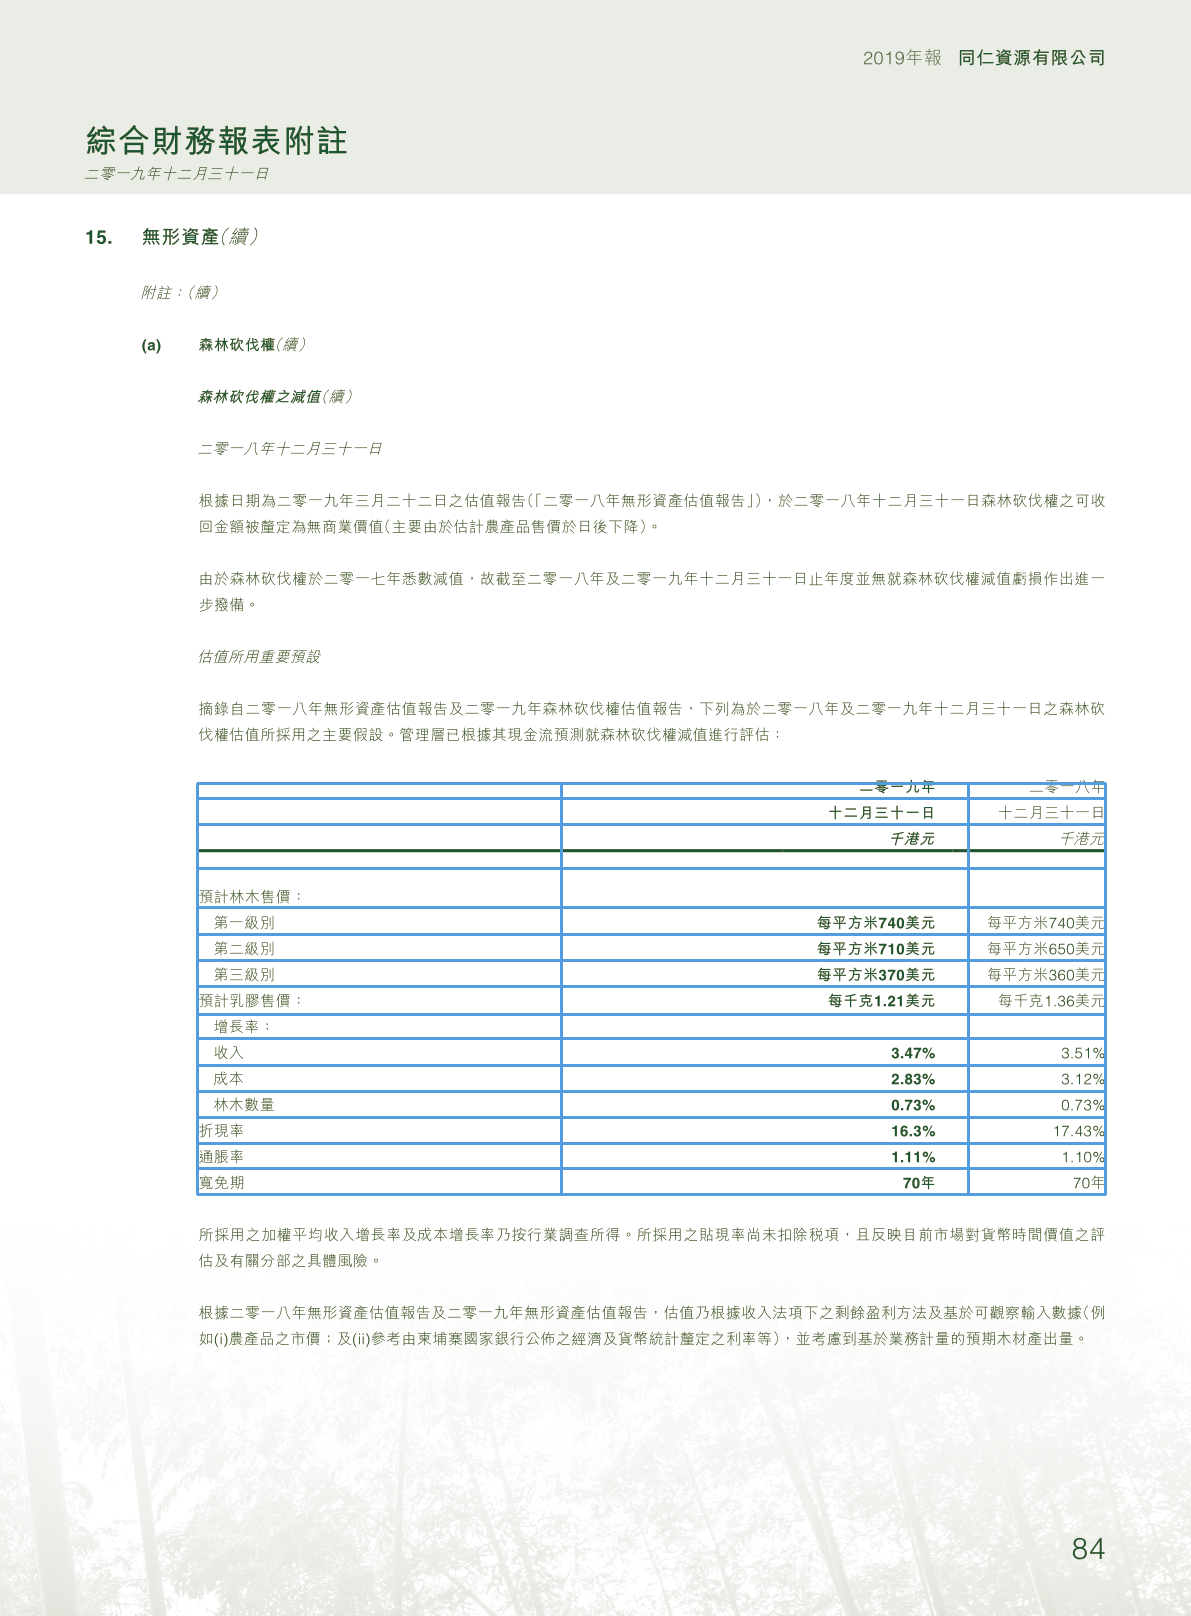 2019年報 同仁資源有限公司
綜合財務報表附註
二零一九年十二月三十一日
15. 無形資產（續）
附註：（續）
(a) 森林砍伐權（續）
森林砍伐權之減值（續）
二零一八年十二月三十一日
根據日期為二零一九年三月二十二日之估值報告（「二零一八年無形資產估值報告」），於二零一八年十二月三十一日森林砍伐權之可收
回金額被釐定為無商業價值（主要由於估計農產品售價於日後下降）。
由於森林砍伐權於二零一七年悉數減值，故截至二零一八年及二零一九年十二月三十一日止年度並無就森林砍伐權減值虧損作出進一
步撥備。
估值所用重要預設
摘錄自二零一八年無形資產估值報告及二零一九年森林砍伐權估值報告，下列為於二零一八年及二零一九年十二月三十一日之森林砍
伐權估值所採用之主要假設。管理層已根據其現金流預測就森林砍伐權減值進行評估：
二零一九年 二零一八年
十二月三十一日 十二月三十一日
千港元 千港元
預計林木售價：
第一級別 每平方米740美元 每平方米740美元
第二級別 每平方米710美元 每平方米650美元
第三級別 每平方米370美元 每平方米360美元
預計乳膠售價： 每千克1.21美元 每千克1.36美元
增長率：
收入 3.47% 3.51%
成本 2.83% 3.12%
林木數量 0.73% 0.73%
折現率 16.3% 17.43%
通脹率 1.11% 1.10%
寬免期 70年 70年
所採用之加權平均收入增長率及成本增長率乃按行業調查所得。所採用之貼現率尚未扣除税項，且反映目前市場對貨幣時間價值之評
估及有關分部之具體風險。
根據二零一八年無形資產估值報告及二零一九年無形資產估值報告，估值乃根據收入法項下之剩餘盈利方法及基於可觀察輸入數據（例
如(i)農產品之市價；及(ii)參考由柬埔寨國家銀行公佈之經濟及貨幣統計釐定之利率等），並考慮到基於業務計量的預期木材產出量。
84